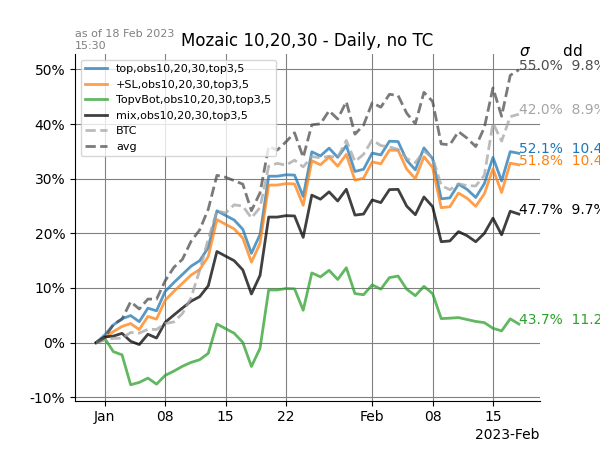 as of 18 Feb 2023
15:30
Mozaic 10,20,30 - Daily, no TC
σ dd
top,obs10,20,30,top3,5
+SL,obs10,20,30,top3,5
TopvBot,obs10,20,30,top3,5
mix,obs10,20,30,top3,5
BTC
avg
50%
40%
30%
20%
10%
0%
-10%
55.0% 9.8%
42.0% 8.9%
52.1% 10.4
51.8% 10.4
47.7% 9.7%
43.7% 11.2
Jan 08 15 22 Feb 08 15
2023-Feb